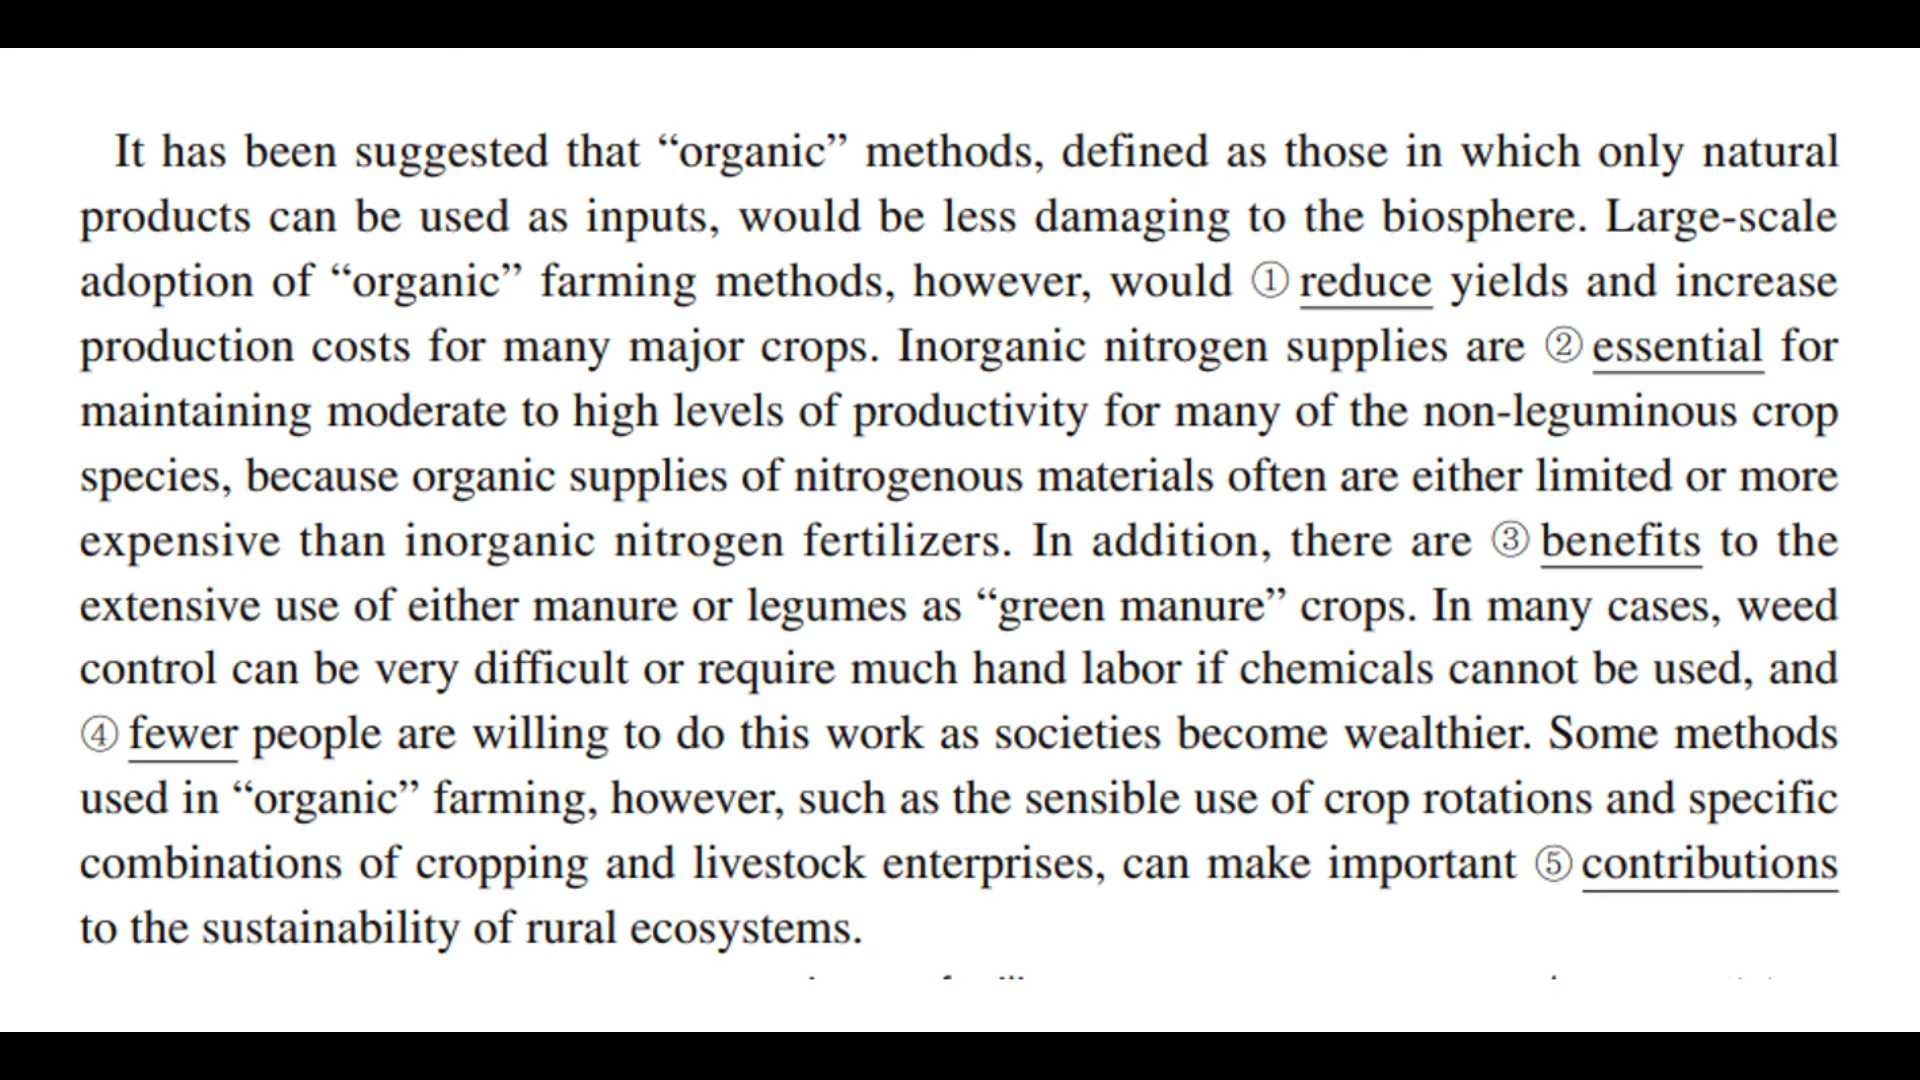 It has been suggested that “organic” methods, defined as those in which only natural
products can be used as inputs, would be less damaging to the biosphere. Large-scale
adoption of “organic” farming methods, however, would ① reduce yields and increase
production costs for many major crops. Inorganic nitrogen supplies are ② essential for
maintaining moderate to high levels of productivity for many of the non-leguminous crop
species, because organic supplies of nitrogenous materials often are either limited or more
expensive than inorganic nitrogen fertilizers. In addition, there are ③ benefits to the
extensive use of either manure or legumes as “green manure” crops. In many cases, weed
control can be very difficult or require much hand labor if chemicals cannot be used, and
④ fewer people are willing to do this work as societies become wealthier. Some methods
used in “organic” farming, however, such as the sensible use of crop rotations and specific
combinations of cropping and livestock enterprises, can make important ⑤ contributions
to the sustainability of rural ecosystems.